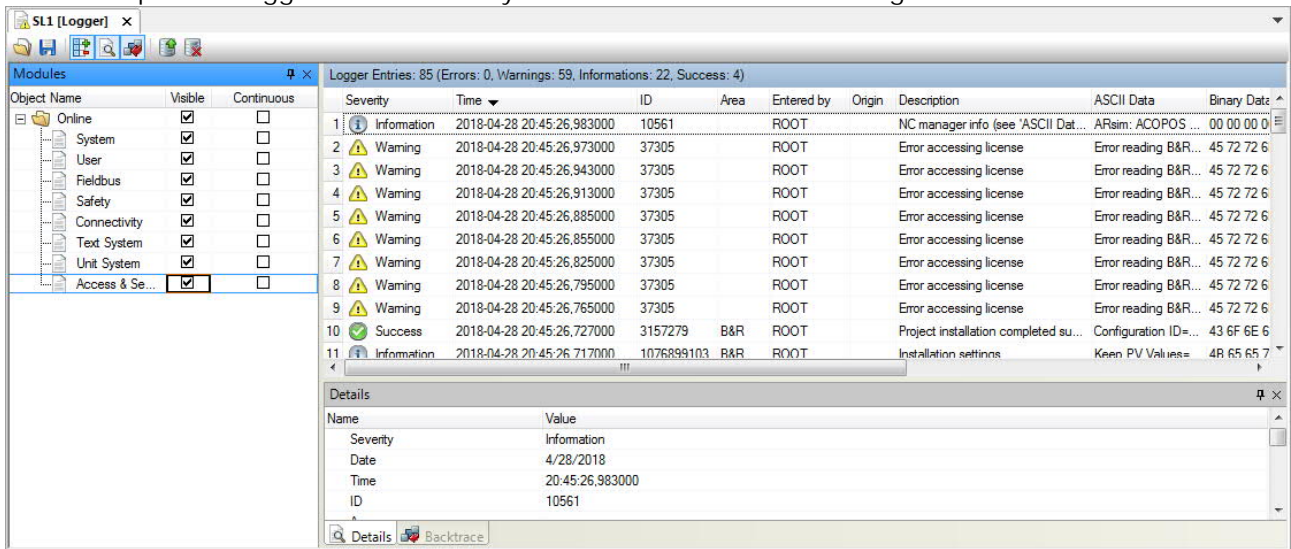 SL1 [Logger]
Modules
Object Name Visible Continuous
Online
System
User
Fieldbus
Safety
Connectivity
Text System
Unit System
Access & Se...
Logger Entries: 85 (Errors: 0, Warnings: 59, Informations: 22, Success: 4)
Severity Time ID Area Entered by Origin Description ASCII Data Binary Data
1 Information 2018-04-28 20:45:26,983000 10561 ROOT NC manager info (see 'ASCII Dat... ARsim: ACOPOS ... 00 00 00 0
2 Warning 2018-04-28 20:45:26,973000 37305 ROOT Error accessing license Error reading B&R... 45 72 72 6
3 Warning 2018-04-28 20:45:26,943000 37305 ROOT Error accessing license Error reading B&R... 45 72 72 6
4 Warning 2018-04-28 20:45:26,913000 37305 ROOT Error accessing license Error reading B&R... 45 72 72 6
5 Warning 2018-04-28 20:45:26,885000 37305 ROOT Error accessing license Error reading B&R... 45 72 72 6
6 Warning 2018-04-28 20:45:26,855000 37305 ROOT Error accessing license Error reading B&R... 45 72 72 6
7 Warning 2018-04-28 20:45:26,825000 37305 ROOT Error accessing license Error reading B&R... 45 72 72 6
8 Warning 2018-04-28 20:45:26,795000 37305 ROOT Error accessing license Error reading B&R... 45 72 72 6
9 Warning 2018-04-28 20:45:26,765000 37305 ROOT Error accessing license Error reading B&R... 45 72 72 6
10 Success 2018-04-28 20:45:26,727000 3157279 B&R ROOT Project installation completed su... Configuration ID=... 43 6F 6E 6
11 Information 2018-04-28 20:45:26,717000 1076899103 B&R ROOT Installation settings Keep PV Values= 4B 65 65 7
Details
Name Value
Severity Information
Date 4/28/2018
Time 20:45:26,983000
ID 10561
Details Backtrace